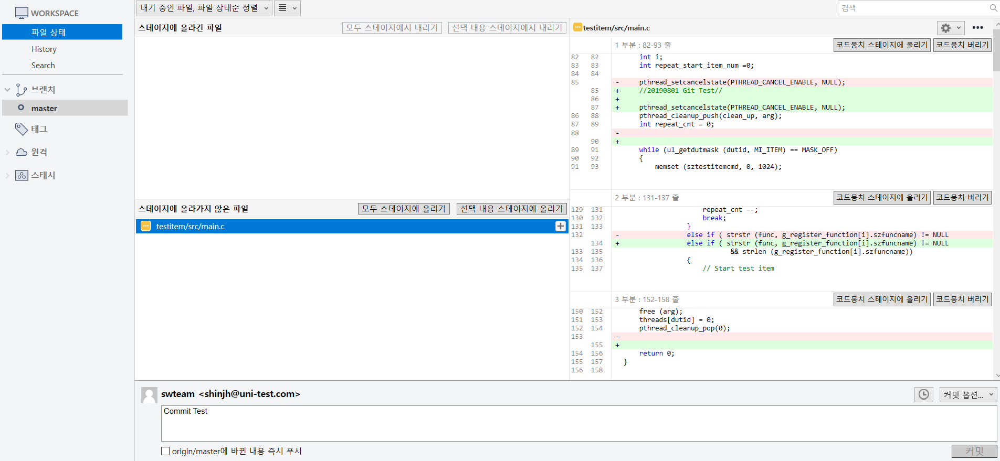 WORKSPACE
파일 상태
History
Search
브랜치
master
태그
원격
스태시
대기 중인 파일, 파일 상태순 정렬
검색
스테이지에 올라간 파일
모두 스테이지에서 내리기
선택 내용 스테이지에서 내리기
스테이지에 올라가지 않은 파일
모두 스테이지에 올리기
선택 내용 스테이지에 올리기
testitem/src/main.c
testitem/src/main.c
1 부분 : 82-93 줄
코드뭉치 스테이지에 올리기
코드뭉치 버리기
82 82 int i;
83 83 int repeat_start_item_num =0;
84 84
85 - pthread_setcancelstate(PTHREAD_CANCEL_ENABLE, NULL);
85 + //20190801 Git Test//
86 +
87 + pthread_setcancelstate(PTHREAD_CANCEL_ENABLE, NULL);
86 88 pthread_cleanup_push(clean_up, arg);
87 89 int repeat_cnt = 0;
88 -
90 +
89 91 while (ul_getdutmask (dutid, MI_ITEM) == MASK_OFF)
90 92 {
91 93 memset (sztestitemcmd, 0, 1024);
2 부분 : 131-137 줄
코드뭉치 스테이지에 올리기
코드뭉치 버리기
129 131 repeat_cnt --;
130 132 break;
131 133 }
132 - else if ( strstr (func, g_register_function[i].szfuncname) != NULL
134 + else if ( strstr (func, g_register_function[i].szfuncname) != NULL
133 135 && strlen (g_register_function[i].szfuncname))
134 136 {
135 137 // Start test item
3 부분 : 152-158 줄
코드뭉치 스테이지에 올리기
코드뭉치 버리기
150 152 free (arg);
151 153 threads[dutid] = 0;
152 154 pthread_cleanup_pop(0);
153 -
155 +
154 156 return 0;
155 157 }
156 158
swteam <shinjh@uni-test.com>
커밋 옵션...
Commit Test
origin/master에 바뀐 내용 즉시 푸시
커밋